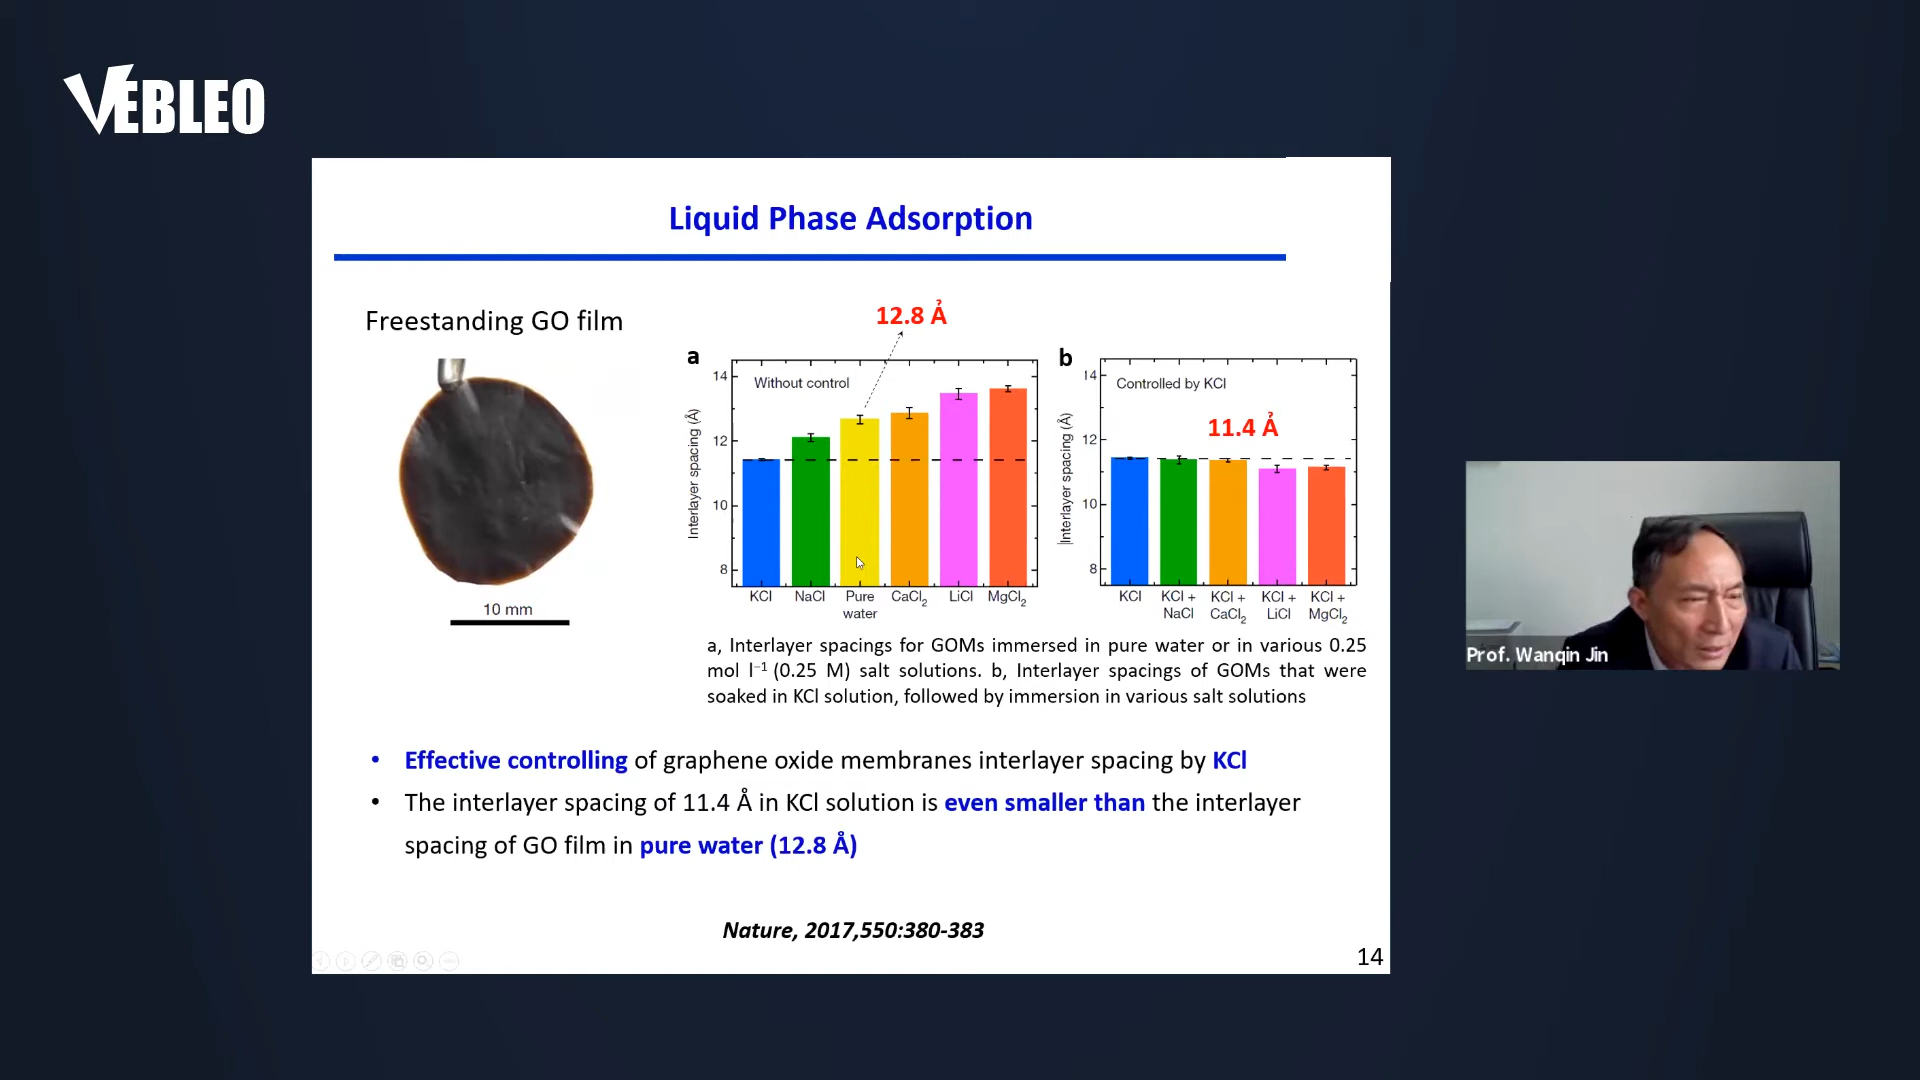 VEBLEO
Liquid Phase Adsorption
Freestanding GO film
10 mm
12.8 Ả
a
Without control
Interlayer spacing (Å)
14
12
10
8
KCl
NaCl
Pure
water
CaCl₂
LiCl
MgCl₂
b
Controlled by KCl
11.4 Ả
Interlayer spacing (Å)
14
12
10
8
KCl
KCl +
NaCl
KCl +
CaCl₂
KCl +
LiCl
KCl +
MgCl₂
a, Interlayer spacings for GOMs immersed in pure water or in various 0.25
mol l⁻¹ (0.25 M) salt solutions. b, Interlayer spacings of GOMs that were
soaked in KCl solution, followed by immersion in various salt solutions
• Effective controlling of graphene oxide membranes interlayer spacing by KCl
• The interlayer spacing of 11.4 Å in KCl solution is even smaller than the interlayer
spacing of GO film in pure water (12.8 Å)
Nature, 2017,550:380-383
14
Prof. Wanqin Jin